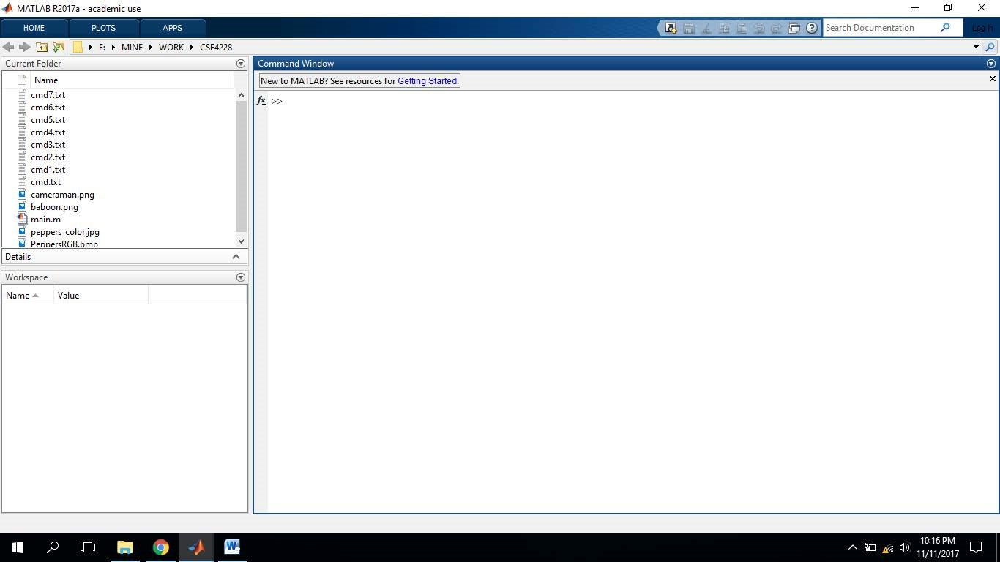 MATLAB R2017a - academic use
HOME PLOTS APPS
Search Documentation
Log In
E: MINE WORK CSE4228
Current Folder
Name
cmd7.txt
cmd6.txt
cmd5.txt
cmd4.txt
cmd3.txt
cmd2.txt
cmd1.txt
cmd.txt
cameraman.png
baboon.png
main.m
peppers_color.jpg
PeppersRGB.bmp
Details
Workspace
Name Value
Command Window
New to MATLAB? See resources for Getting Started.
fx >>
10:16 PM
11/11/2017